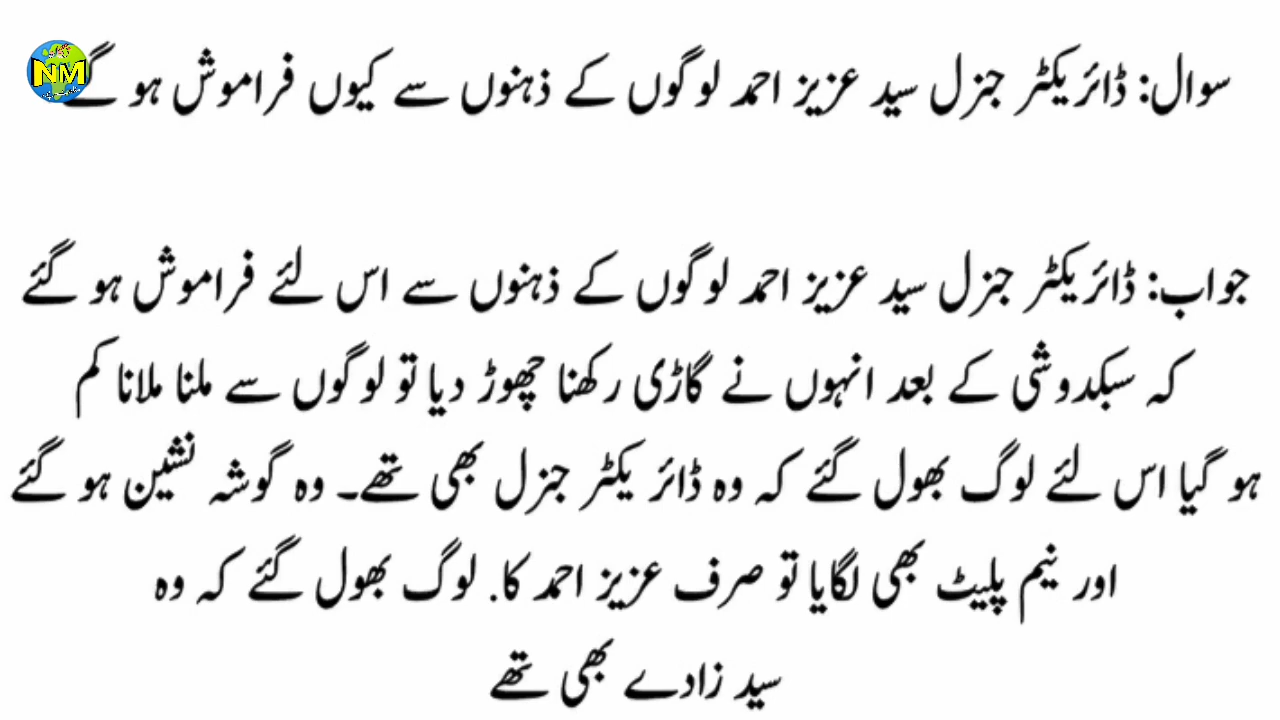 سوال: ڈائریکٹر جنرل سید عزیز احمد لوگوں کے ذہنوں سے کیوں فراموش ہو گے
NM
جواب: ڈائریکٹر جنرل سید عزیز احمد لوگوں کے ذہنوں سے اس لئے فراموش ہو گئے
کہ سبکدوشی کے بعد انہوں نے گاڑی رکھنا چھوڑ دیا تو لوگوں سے ملنا ملانا کم
ہو گیا اس لئے لوگ بھول گئے کہ وہ ڈائریکٹر جنرل بھی تھے۔ وہ گوشہ نشین ہو گئے
اور نیم پلیٹ بھی لگایا تو صرف عزیز احمد کا. لوگ بھول گئے کہ وہ
سید زادے بھی تھے